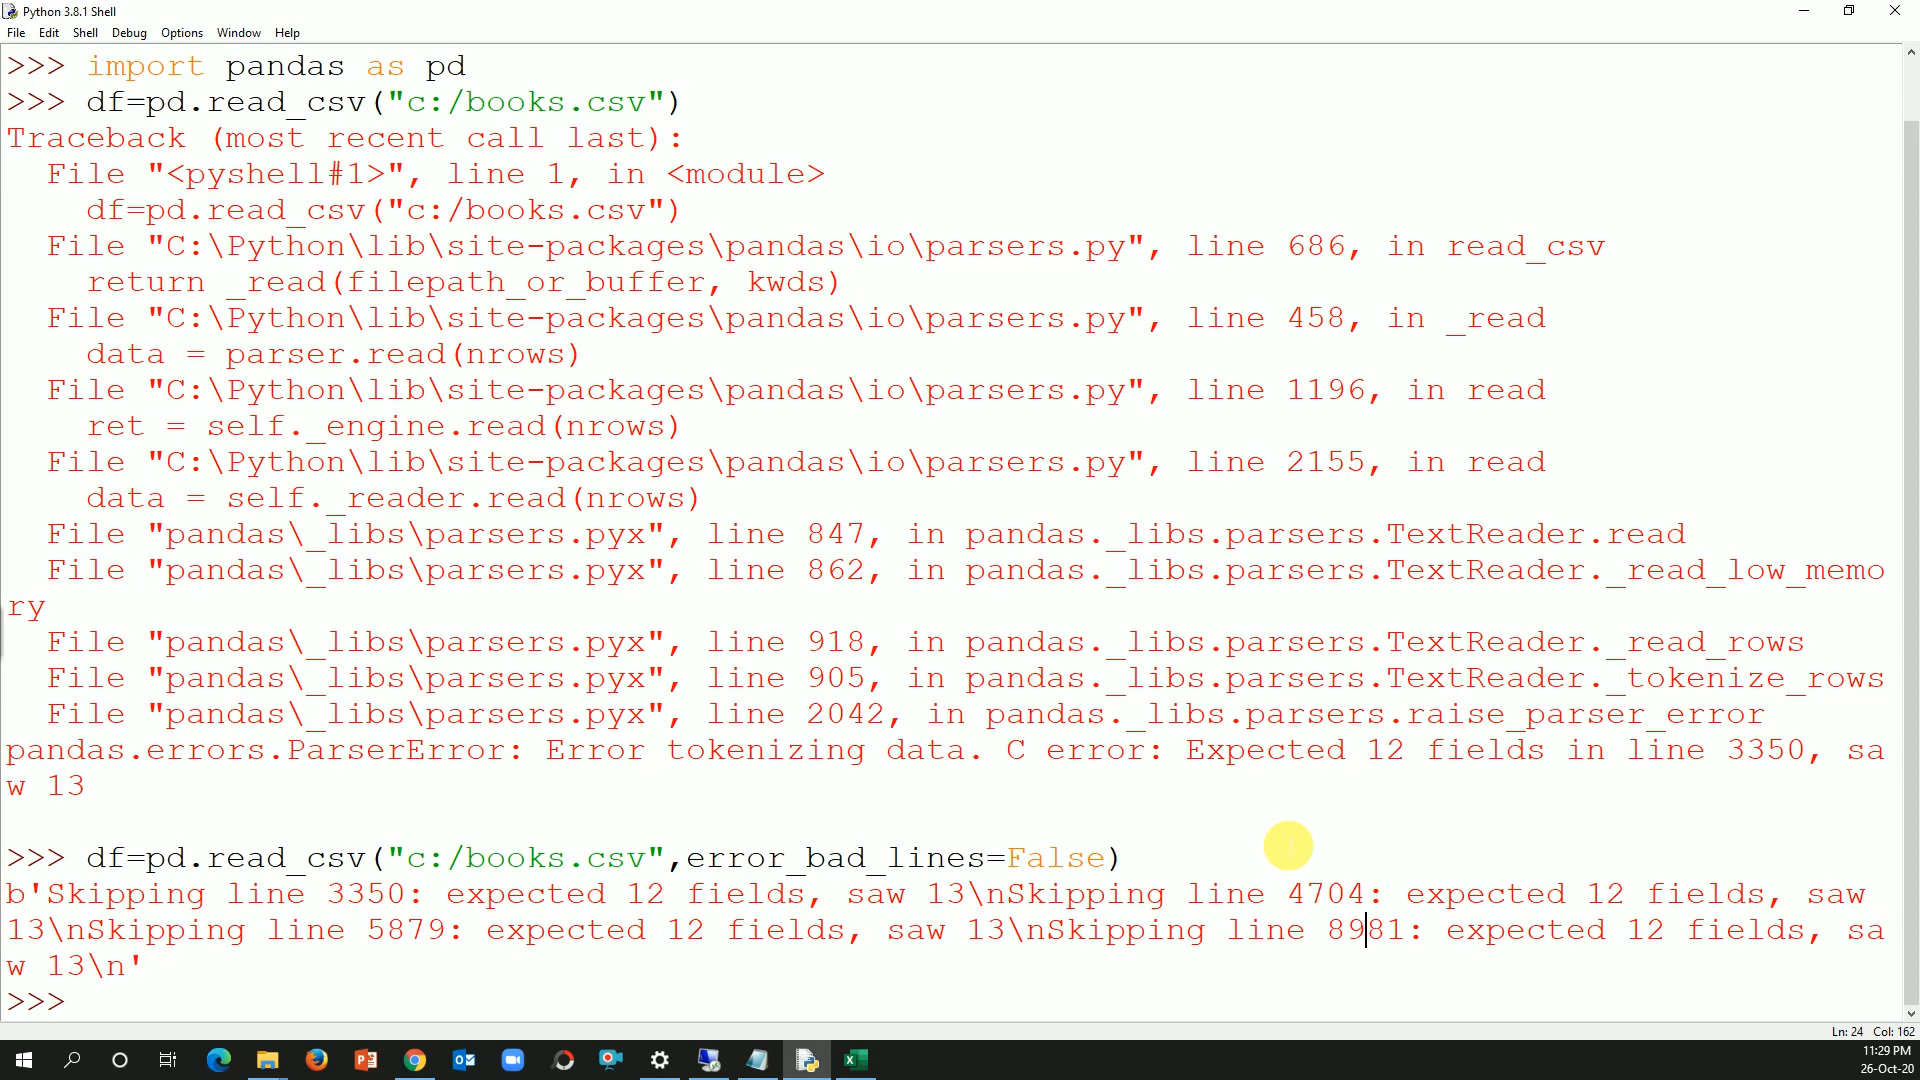 Python 3.8.1 Shell
File Edit Shell Debug Options Window Help
>>> import pandas as pd
>>> df=pd.read_csv("c:/books.csv")
Traceback (most recent call last):
  File "<pyshell#1>", line 1, in <module>
    df=pd.read_csv("c:/books.csv")
  File "C:\Python\lib\site-packages\pandas\io\parsers.py", line 686, in read_csv
    return _read(filepath_or_buffer, kwds)
  File "C:\Python\lib\site-packages\pandas\io\parsers.py", line 458, in _read
    data = parser.read(nrows)
  File "C:\Python\lib\site-packages\pandas\io\parsers.py", line 1196, in read
    ret = self._engine.read(nrows)
  File "C:\Python\lib\site-packages\pandas\io\parsers.py", line 2155, in read
    data = self._reader.read(nrows)
  File "pandas\_libs\parsers.pyx", line 847, in pandas._libs.parsers.TextReader.read
  File "pandas\_libs\parsers.pyx", line 862, in pandas._libs.parsers.TextReader._read_low_memo
ry
  File "pandas\_libs\parsers.pyx", line 918, in pandas._libs.parsers.TextReader._read_rows
  File "pandas\_libs\parsers.pyx", line 905, in pandas._libs.parsers.TextReader._tokenize_rows
  File "pandas\_libs\parsers.pyx", line 2042, in pandas._libs.parsers.raise_parser_error
pandas.errors.ParserError: Error tokenizing data. C error: Expected 12 fields in line 3350, sa
w 13
>>> df=pd.read_csv("c:/books.csv",error_bad_lines=False)
b'Skipping line 3350: expected 12 fields, saw 13\nSkipping line 4704: expected 12 fields, saw
13\nSkipping line 5879: expected 12 fields, saw 13\nSkipping line 8981: expected 12 fields, sa
w 13\n'
>>>
Ln: 24 Col: 162
11:29 PM
26-Oct-20